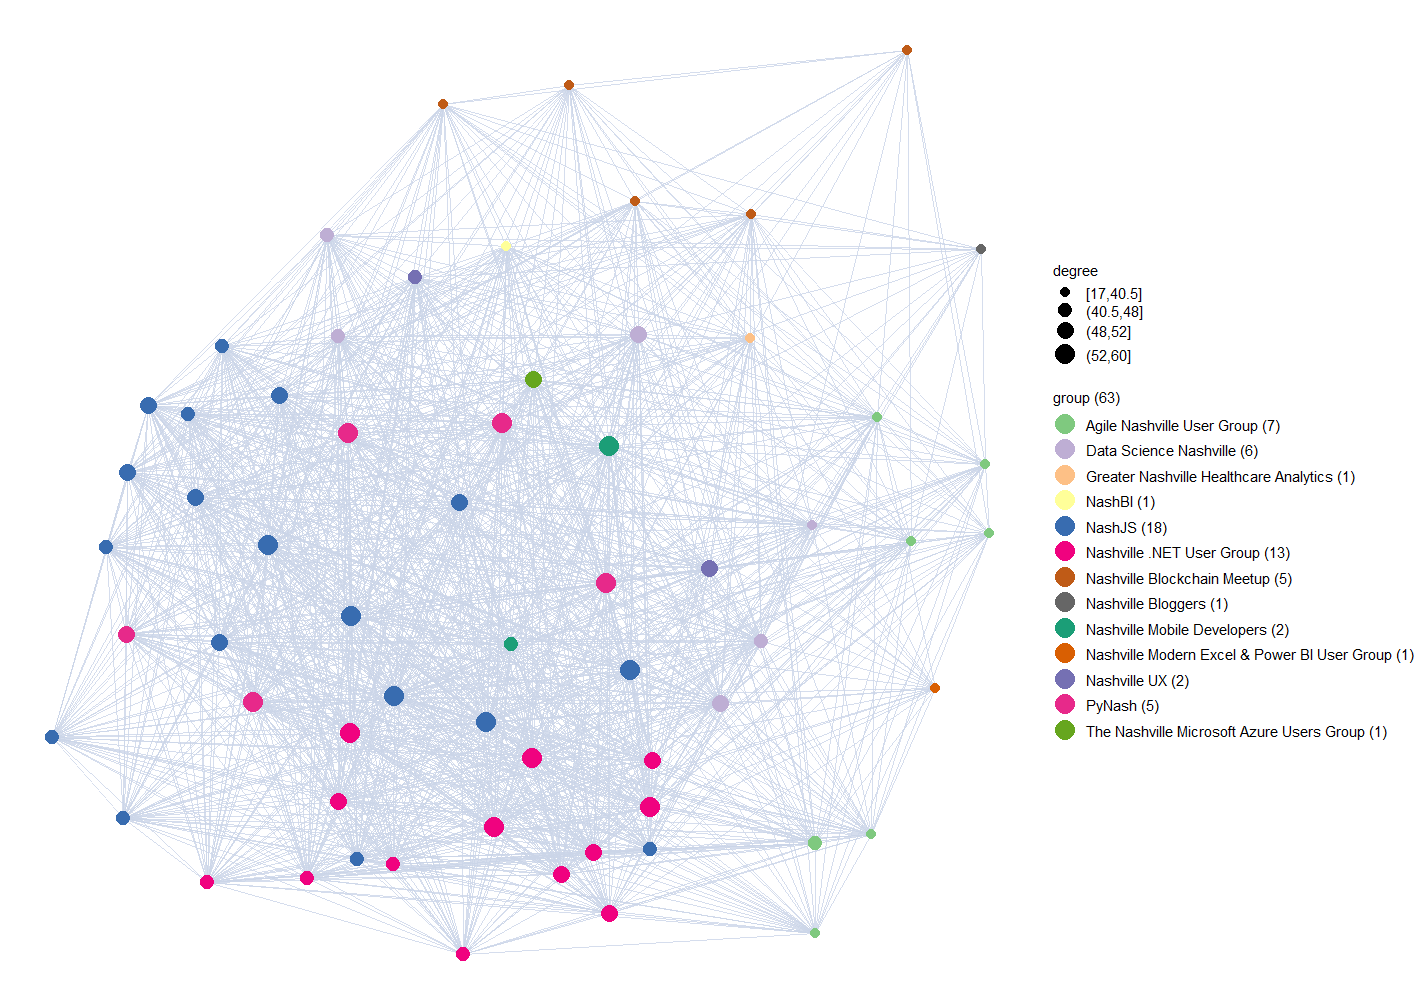 degree
[17,40.5]
(40.5,48]
(48,52]
(52,60]
group (63)
Agile Nashville User Group (7)
Data Science Nashville (6)
Greater Nashville Healthcare Analytics (1)
NashBI (1)
NashJS (18)
Nashville .NET User Group (13)
Nashville Blockchain Meetup (5)
Nashville Bloggers (1)
Nashville Mobile Developers (2)
Nashville Modern Excel & Power BI User Group (1)
Nashville UX (2)
PyNash (5)
The Nashville Microsoft Azure Users Group (1)